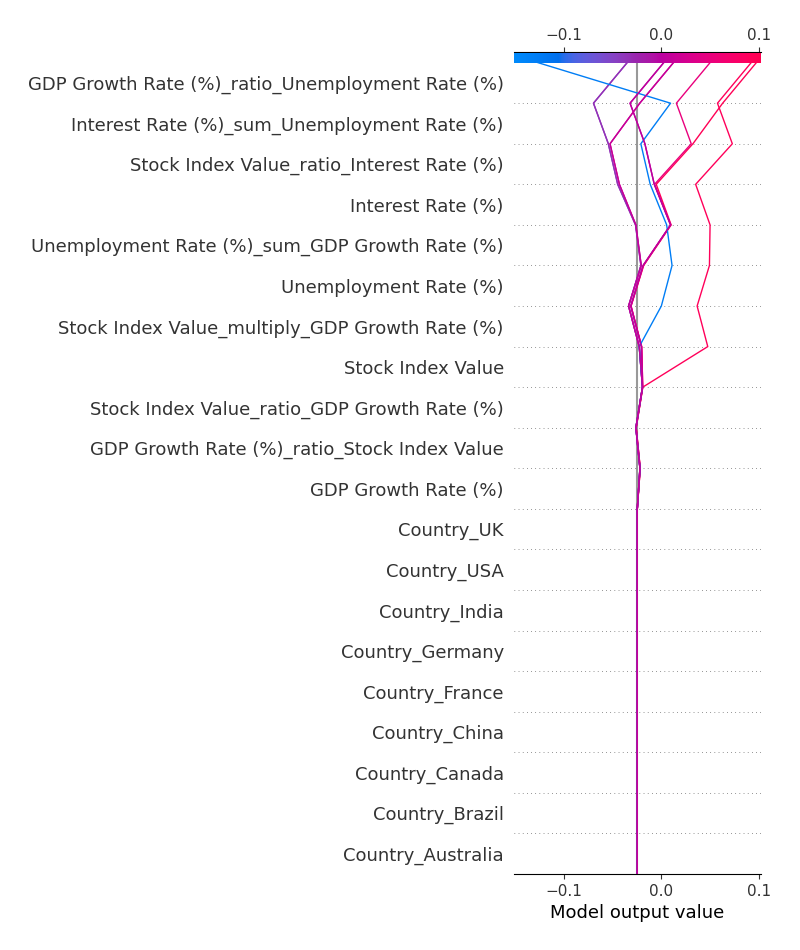 −0.1 0.0 0.1
GDP Growth Rate (%)_ratio_Unemployment Rate (%)
Interest Rate (%)_sum_Unemployment Rate (%)
Stock Index Value_ratio_Interest Rate (%)
Interest Rate (%)
Unemployment Rate (%)_sum_GDP Growth Rate (%)
Unemployment Rate (%)
Stock Index Value_multiply_GDP Growth Rate (%)
Stock Index Value
Stock Index Value_ratio_GDP Growth Rate (%)
GDP Growth Rate (%)_ratio_Stock Index Value
GDP Growth Rate (%)
Country_UK
Country_USA
Country_India
Country_Germany
Country_France
Country_China
Country_Canada
Country_Brazil
Country_Australia
−0.1 0.0 0.1
Model output value